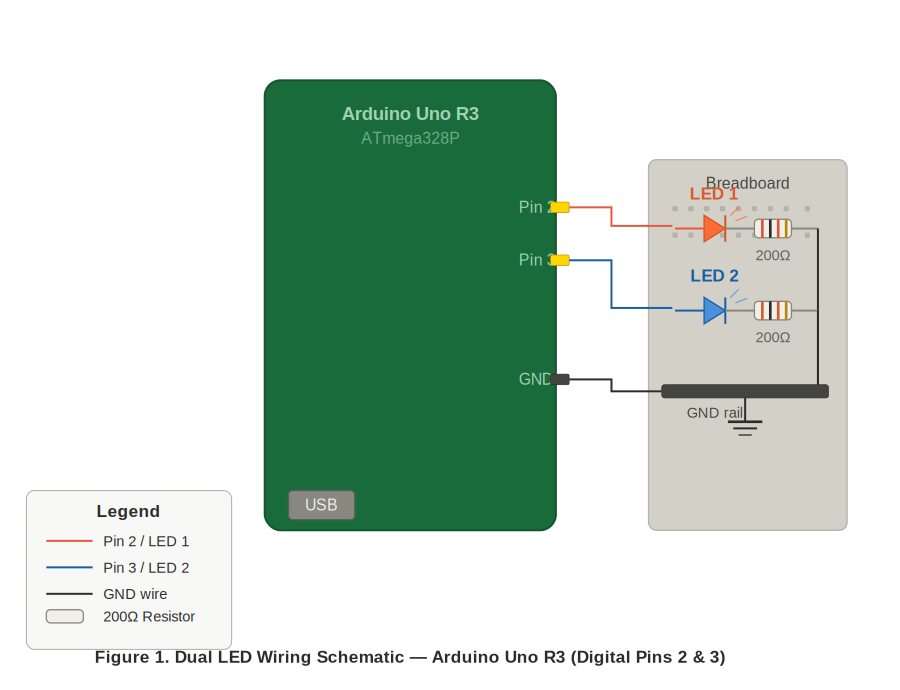 Arduino Uno R3
ATmega328P
Breadboard
LED 1
Pin 2
200Ω
Pin 3
LED 2
200Ω
GND
GND rail
USB
Legend
Pin 2 / LED 1
Pin 3 / LED 2
GND wire
200Ω Resistor
Figure 1. Dual LED Wiring Schematic — Arduino Uno R3 (Digital Pins 2 & 3)